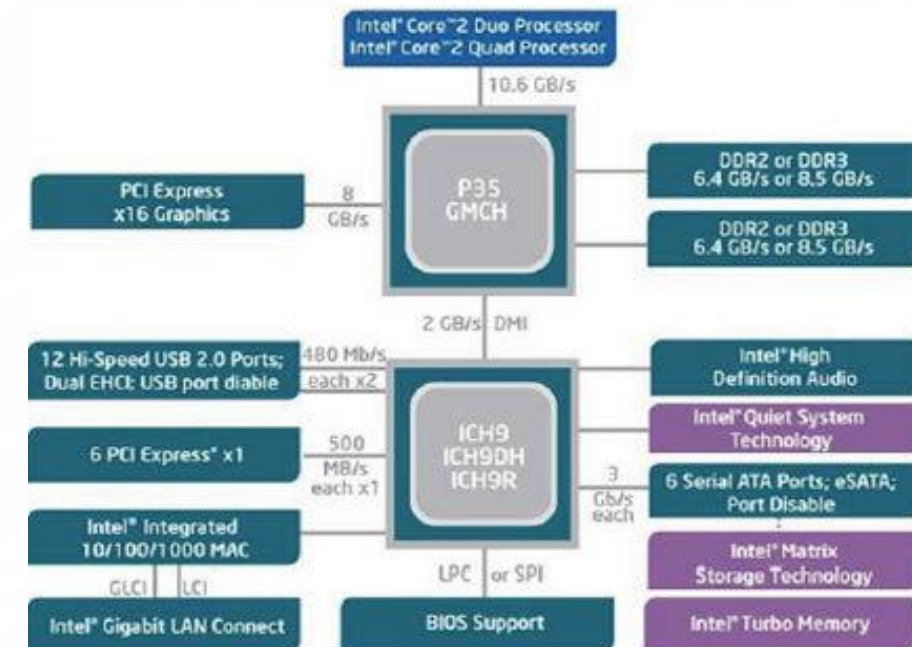 Intel® Core™2 Duo Processor
Intel® Core™2 Quad Processor
10.6 GB/s
PCI Express
x16 Graphics
8
GB/s
P35
GMCH
DDR2 or DDR3
6.4 GB/s or 8.5 GB/s
DDR2 or DDR3
6.4 GB/s or 8.5 GB/s
2 GB/s DMI
12 Hi-Speed USB 2.0 Ports;
Dual EHCI; USB port diable
480 Mb/s
each x2
Intel® High
Definition Audio
Intel® Quiet System
Technology
6 PCI Express® x1
500
MB/s
each x1
ICH9
ICH9DH
ICH9R
3
Gb/s
each
6 Serial ATA Ports; eSATA;
Port Disable
Intel® Integrated
10/100/1000 MAC
Intel® Matrix
Storage Technology
GLCI LCI
LPC or SPI
Intel® Gigabit LAN Connect
BIOS Support
Intel® Turbo Memory